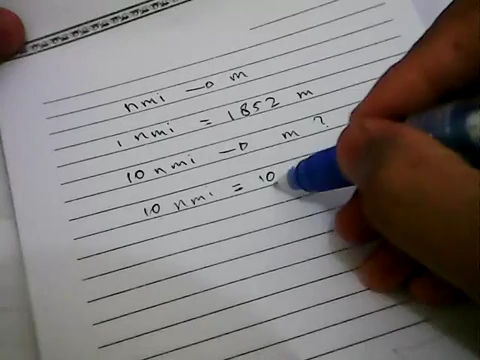 nmi → m
1 nmi = 1852 m
10 nmi → m ?
10 nmi = 10